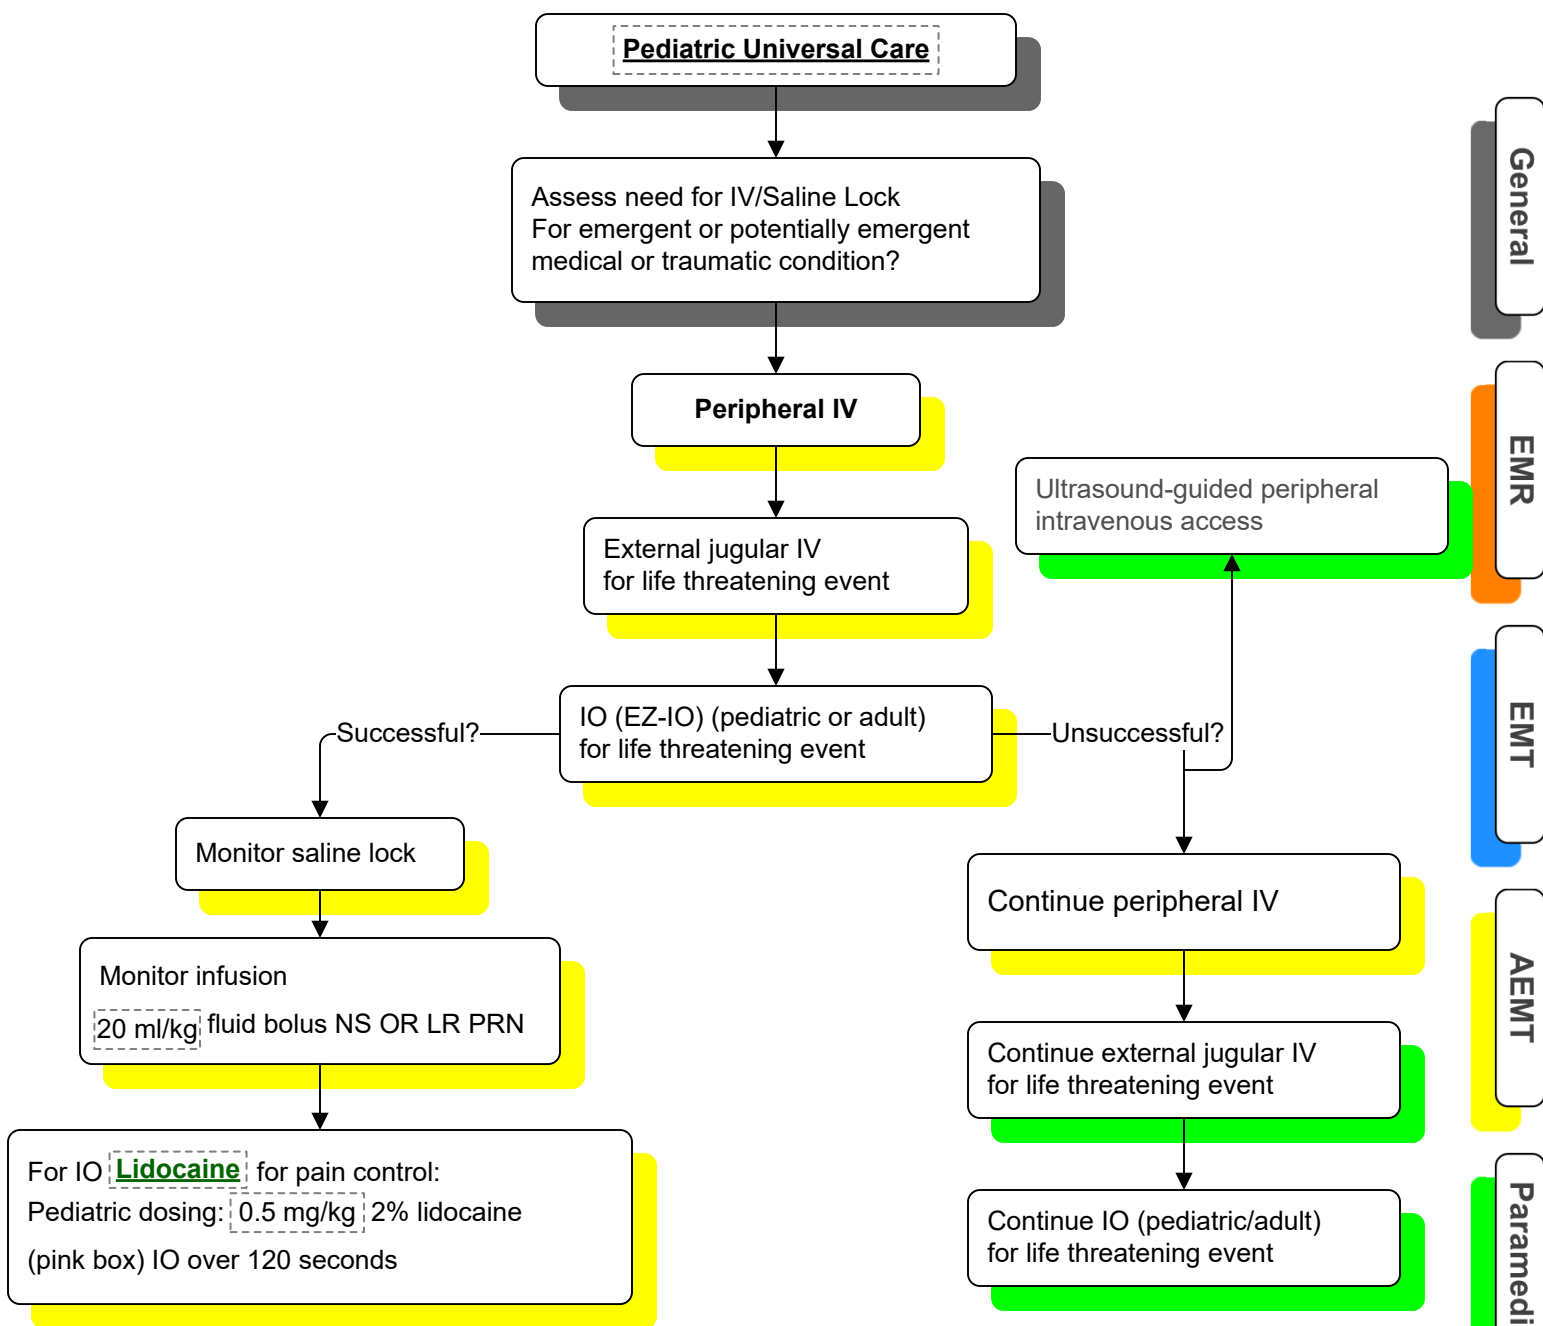 Pediatric Universal Care
Assess need for IV/Saline Lock
For emergent or potentially emergent
medical or traumatic condition?
Peripheral IV
External jugular IV
for life threatening event
Ultrasound-guided peripheral
intravenous access
IO (EZ-IO) (pediatric or adult)
for life threatening event
Successful?
Unsuccessful?
Monitor saline lock
Monitor infusion
20 ml/kg fluid bolus NS OR LR PRN
For IO Lidocaine for pain control:
Pediatric dosing: 0.5 mg/kg 2% lidocaine
(pink box) IO over 120 seconds
Continue peripheral IV
Continue external jugular IV
for life threatening event
Continue IO (pediatric/adult)
for life threatening event
General
EMR
EMT
AEMT
Paramedi